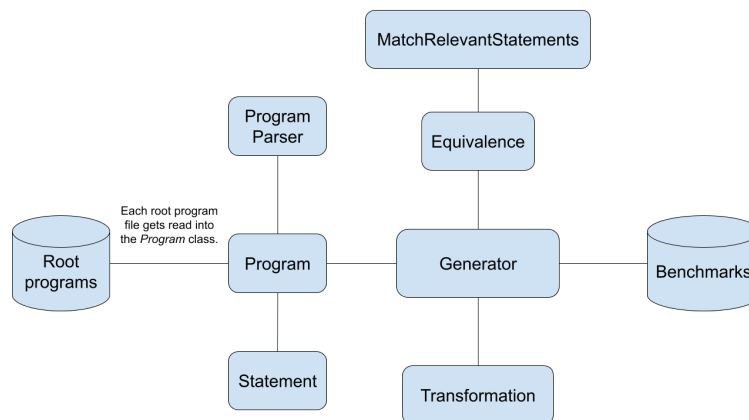 MatchRelevantStatements
Program
Parser
Equivalence
Each root program
file gets read into
the Program class.
Root
programs
Program
Generator
Benchmarks
Statement
Transformation